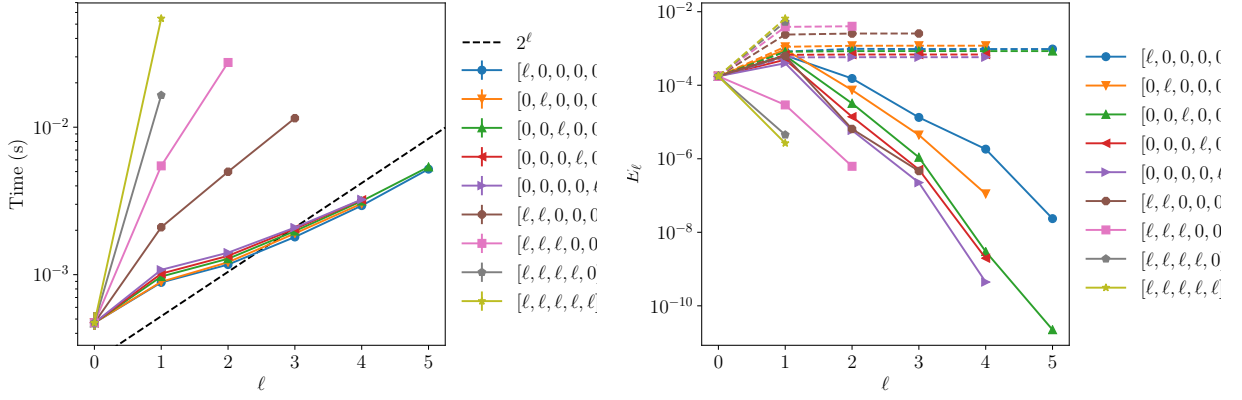 Time (s)
10^{-2}
10^{-3}
0 1 2 3 4 5
ℓ
2^ℓ
[ℓ, 0, 0, 0, 0
[0, ℓ, 0, 0, 0
[0, 0, ℓ, 0, 0
[0, 0, 0, ℓ, 0
[0, 0, 0, 0, ℓ
[ℓ, ℓ, 0, 0, 0
[ℓ, ℓ, ℓ, 0, 0
[ℓ, ℓ, ℓ, ℓ, 0
[ℓ, ℓ, ℓ, ℓ, ℓ]
E_ℓ
10^{-2}
10^{-4}
10^{-6}
10^{-8}
10^{-10}
0 1 2 3 4 5
ℓ
[ℓ, 0, 0, 0, 0
[0, ℓ, 0, 0, 0
[0, 0, ℓ, 0, 0
[0, 0, 0, ℓ, 0
[0, 0, 0, 0, ℓ
[ℓ, ℓ, 0, 0, 0
[ℓ, ℓ, ℓ, 0, 0
[ℓ, ℓ, ℓ, ℓ, 0
[ℓ, ℓ, ℓ, ℓ, ℓ]